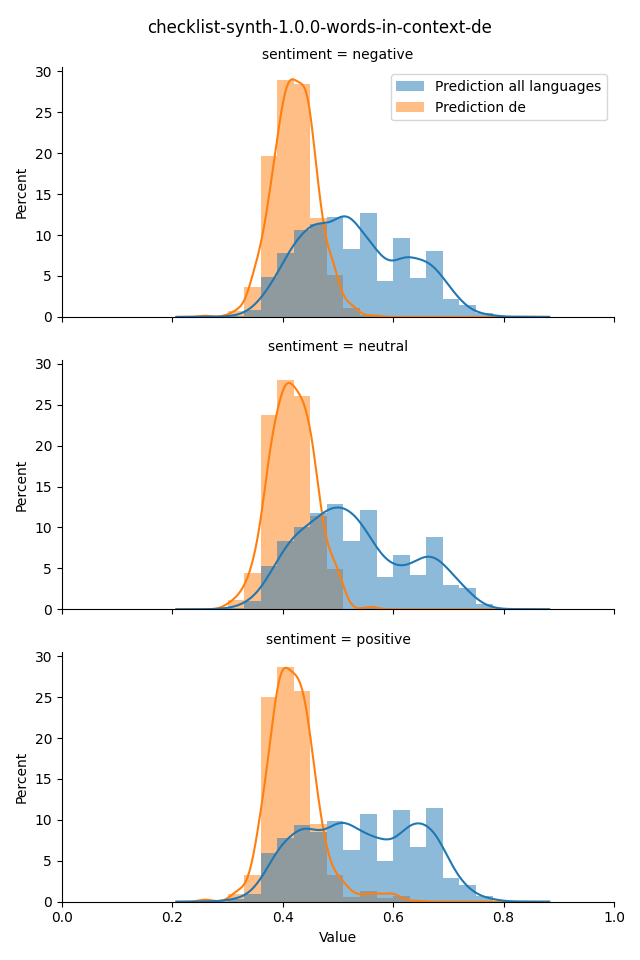 checklist-synth-1.0.0-words-in-context-de
sentiment = negative
30
25
20
15
10
5
0
Percent
Prediction all languages
Prediction de
sentiment = neutral
30
25
20
15
10
5
0
Percent
sentiment = positive
30
25
20
15
10
5
0
Percent
0.0 0.2 0.4 0.6 0.8 1.0
Value